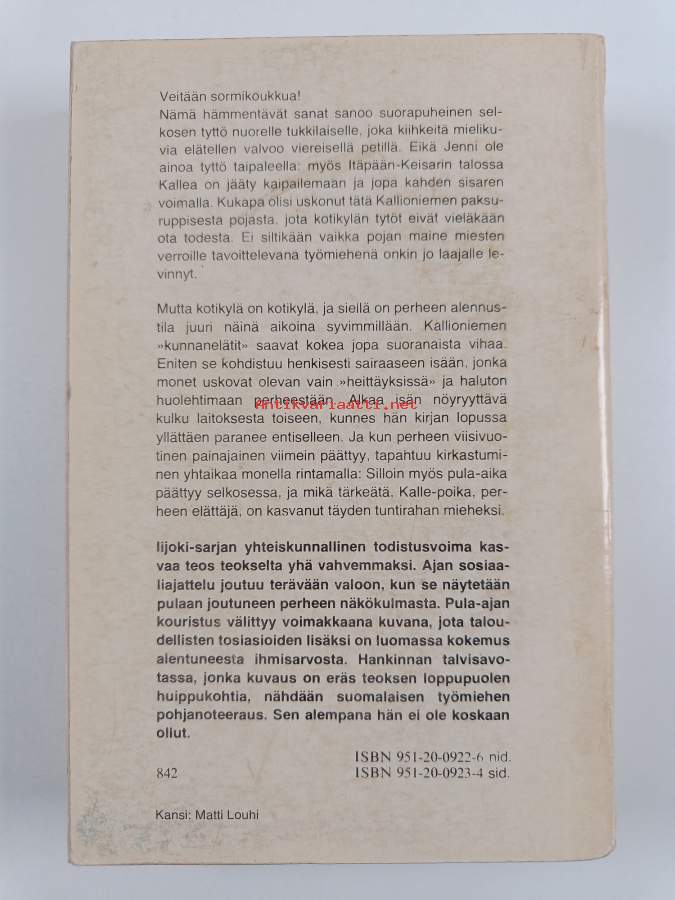 Veitään sormikoukkua!
Nämä hämmentävät sanat sanoo suorapuheinen sel-
kosen tyttö nuorelle tukkilaiselle, joka kiihkeitä mieliku-
via elätellen valvoo viereisellä petillä. Eikä Jenni ole
ainoa tyttö taipaleella: myös Itäpään-Keisarin talossa
Kallea on jääty kaipailemaan ja jopa kahden sisaren
voimalla. Kukapa olisi uskonut tätä Kallioniemen paksu-
ruppisesta pojasta, jota kotikylän tytöt eivät vieläkään
ota todesta. Ei siltikään vaikka pojan maine miesten
verroille tavoittelevana työmiehenä onkin jo laajalle le-
vinnyt.
Mutta kotikylä on kotikylä, ja siellä on perheen alennus-
tila juuri näinä aikoina syvimmillään. Kallioniemen
»kunnanelätit» saavat kokea jopa suoranaista vihaa.
Eniten se kohdistuu henkisesti sairaaseen isään, jonka
monet uskovat olevan vain »heittäyksissä» ja haluton
huolehtimaan perheestään. Alkaa isän nöyryyttävä
Antikvariaatti.net
kulku laitoksesta toiseen, kunnes hän kirjan lopussa
yllättäen paranee entiselleen. Ja kun perheen viisivuo-
tinen painajainen viimein päättyy, tapahtuu kirkastumi-
nen yhtaikaa monella rintamalla: Silloin myös pula-aika
päättyy selkosessa, ja mikä tärkeätä, Kalle-poika, per-
heen elättäjä, on kasvanut täyden tuntirahan mieheksi.
Iijoki-sarjan yhteiskunnallinen todistusvoima kas-
vaa teos teokselta yhä vahvemmaksi. Ajan sosiaa-
liajattelu joutuu terävään valoon, kun se näytetään
pulaan joutuneen perheen näkökulmasta. Pula-ajan
kouristus välittyy voimakkaana kuvana, jota talou-
dellisten tosiasioiden lisäksi on luomassa kokemus
alentuneesta ihmisarvosta. Hankinnan talvisavo-
tassa, jonka kuvaus on eräs teoksen loppupuolen
huippukohtia, nähdään suomalaisen työmiehen
pohjanoteeraus. Sen alempana hän ei ole koskaan
ollut.
ISBN 951-20-0922-6 nid.
842 ISBN 951-20-0923-4 sid.
Kansi: Matti Louhi